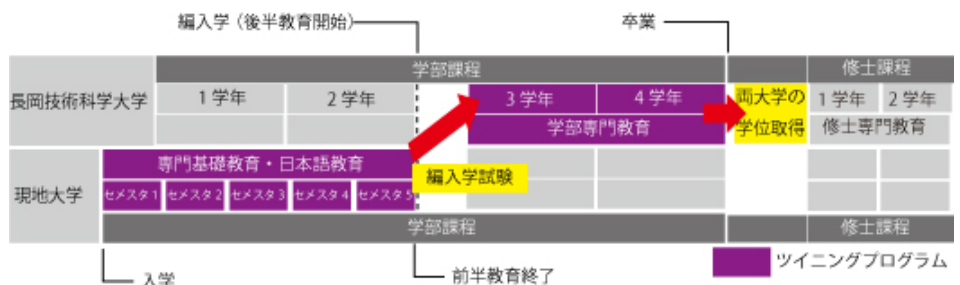 編入学（後半教育開始）
卒業
学部課程
修士課程
長岡技術科学大学
1学年
2学年
3学年
4学年
両大学の
学位取得
1学年
2学年
学部専門教育
修士専門教育
専門基礎教育・日本語教育
編入学試験
現地大学
セメスタ1
セメスタ2
セメスタ3
セメスタ4
セメスタ5
学部課程
修士課程
ツイニングプログラム
入学
前半教育終了